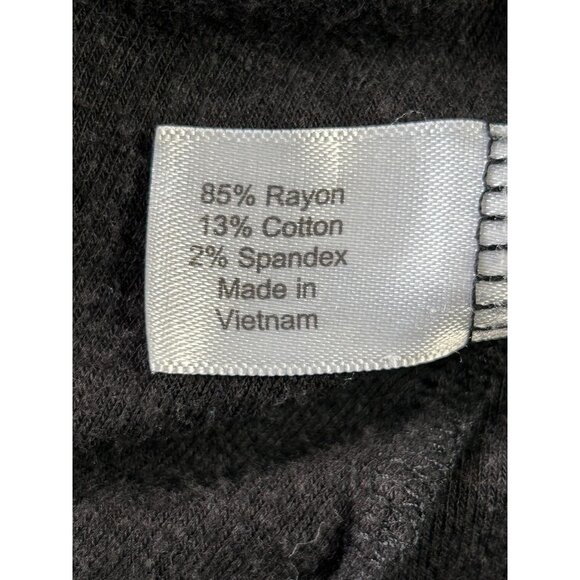 85% Rayon
13% Cotton
2% Spandex
Made in
Vietnam